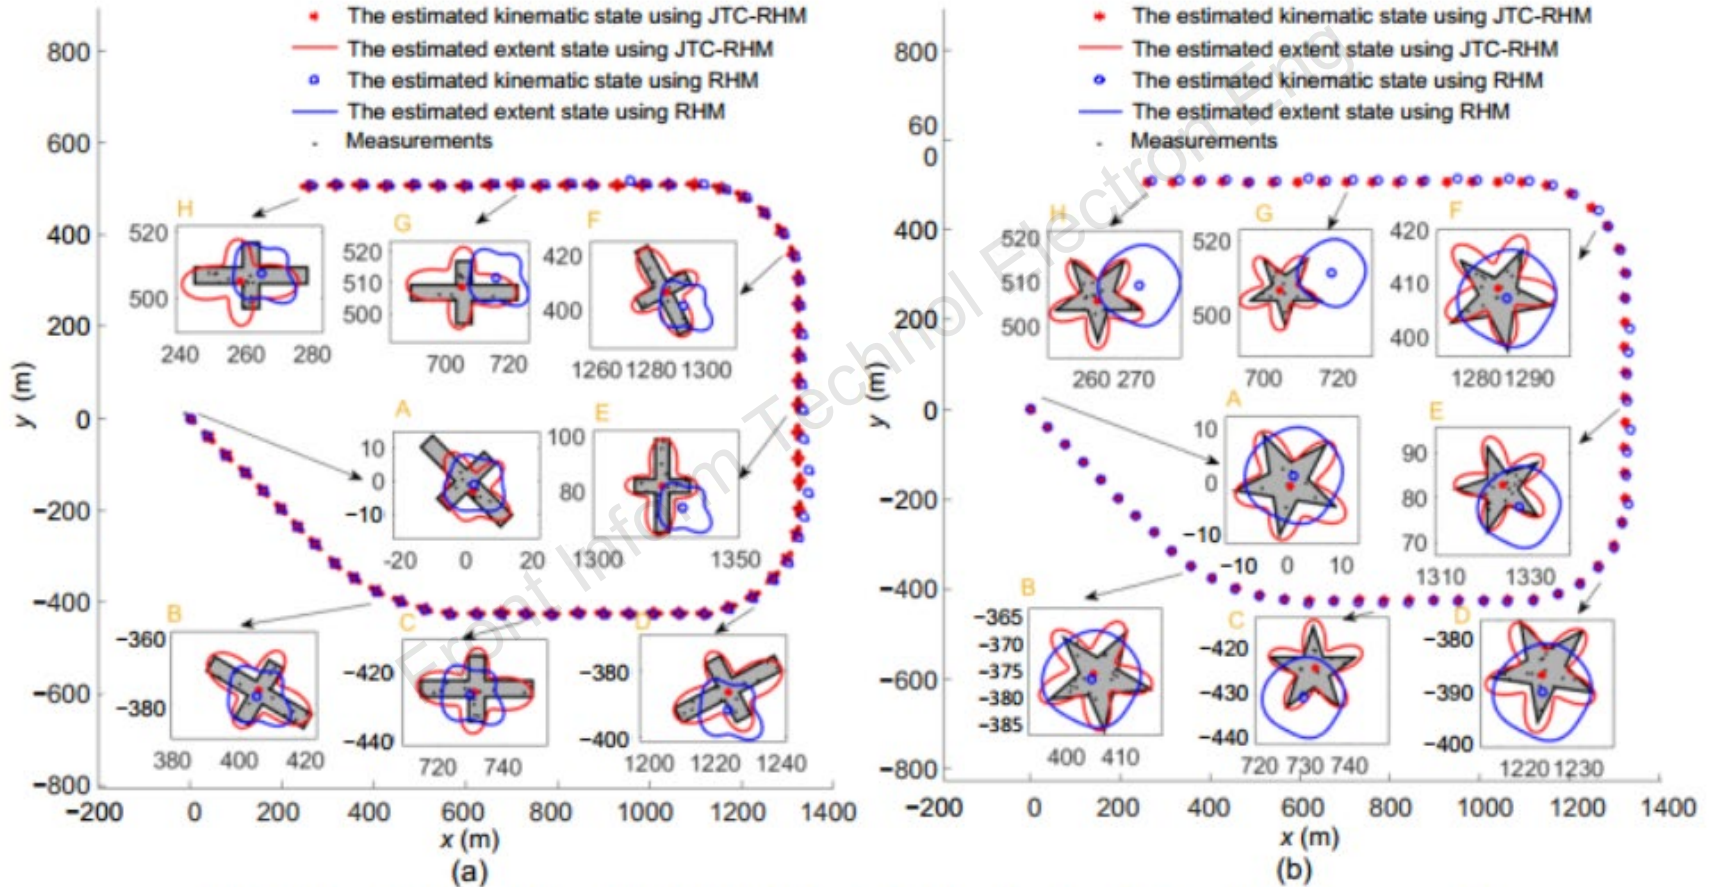 The estimated kinematic state using JTC-RHM
The estimated extent state using JTC-RHM
The estimated kinematic state using RHM
The estimated extent state using RHM
Measurements
800
600
400
200
0
−200
−400
−600
−800
−200 0 200 400 600 800 1000 1200 1400
y (m)
x (m)
(a)
H
520
500
240 260 280
G
520
510
500
700 720
F
420
400
1260 1280 1300
A
10
0
−10
−20 0 20
E
100
80
1300 1350
B
−360
−380
380 400 420
C
−420
−440
720 740
D
−380
−400
1200 1220 1240
The estimated kinematic state using JTC-RHM
The estimated extent state using JTC-RHM
The estimated kinematic state using RHM
The estimated extent state using RHM
Measurements
800
60
0
400
200
0
−200
−400
−600
−800
−200 0 200 400 600 800 1000 1200 1400
y (m)
x (m)
(b)
H
520
510
500
260 270
G
520
500
700 720
F
420
410
400
1280 1290
A
10
0
−10
−10 0 10
E
90
80
70
1310 1330
B
−365
−370
−375
−380
−385
400 410
C
−420
−430
−440
720 730 740
D
−380
−390
−400
1220 1230
Front Inform Technol Electron Eng